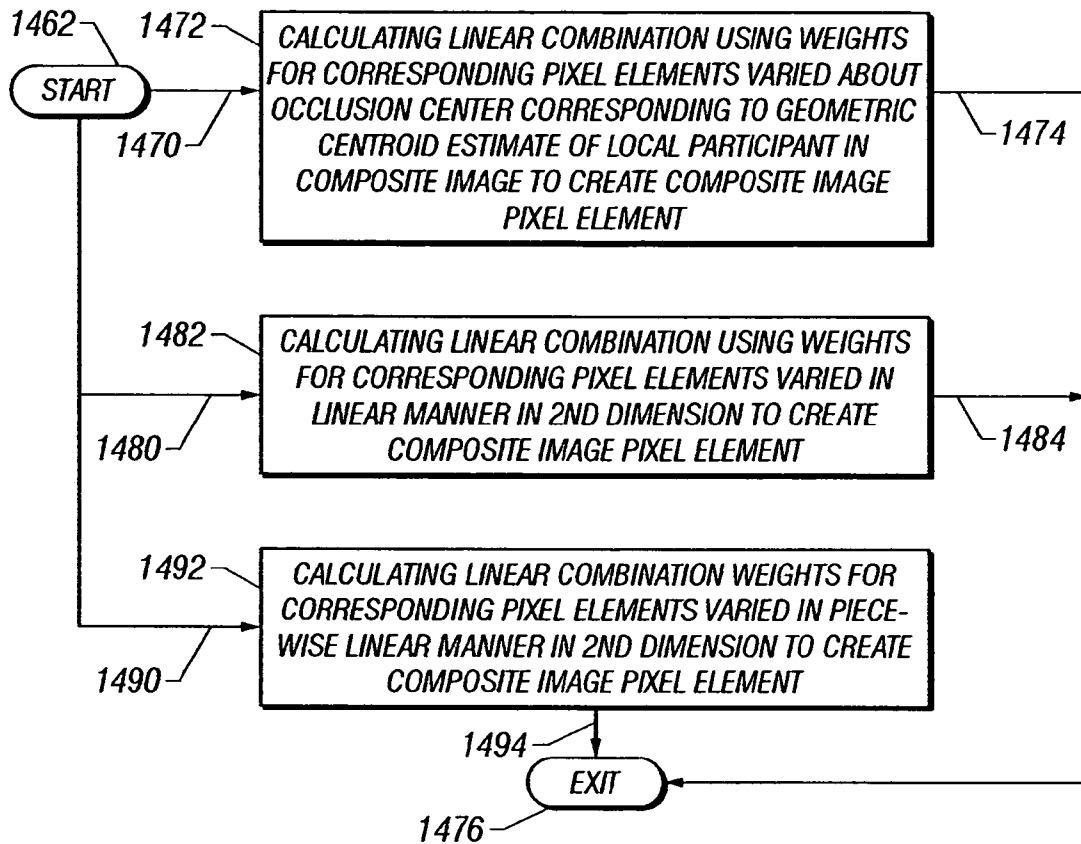 1462
START
1470
1472
CALCULATING LINEAR COMBINATION USING WEIGHTS
FOR CORRESPONDING PIXEL ELEMENTS VARIED ABOUT
OCCLUSION CENTER CORRESPONDING TO GEOMETRIC
CENTROID ESTIMATE OF LOCAL PARTICIPANT IN
COMPOSITE IMAGE TO CREATE COMPOSITE IMAGE
PIXEL ELEMENT
1474
1480
1482
CALCULATING LINEAR COMBINATION USING WEIGHTS
FOR CORRESPONDING PIXEL ELEMENTS VARIED IN
LINEAR MANNER IN 2ND DIMENSION TO CREATE
COMPOSITE IMAGE PIXEL ELEMENT
1484
1490
1492
CALCULATING LINEAR COMBINATION WEIGHTS FOR
CORRESPONDING PIXEL ELEMENTS VARIED IN PIECE-
WISE LINEAR MANNER IN 2ND DIMENSION TO CREATE
COMPOSITE IMAGE PIXEL ELEMENT
1494
EXIT
1476